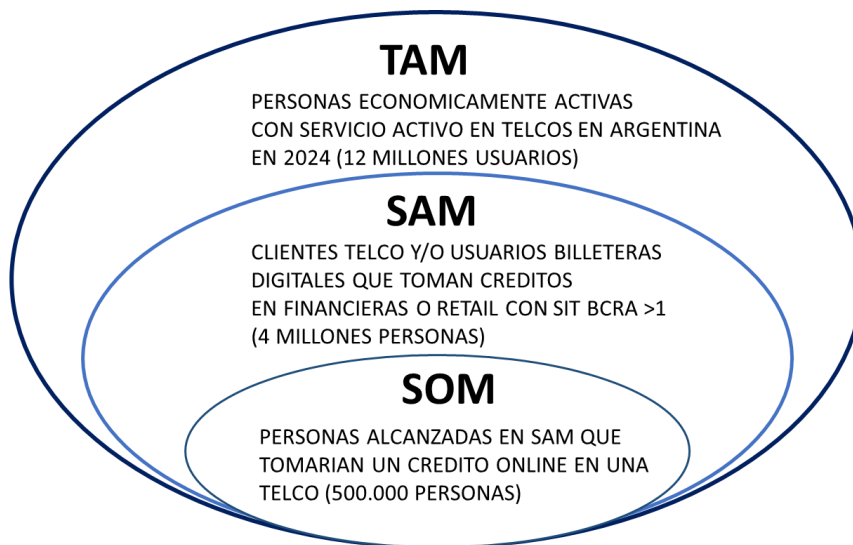 TAM
PERSONAS ECONOMICAMENTE ACTIVAS
CON SERVICIO ACTIVO EN TELCOS EN ARGENTINA
EN 2024 (12 MILLONES USUARIOS)
SAM
CLIENTES TELCO Y/O USUARIOS BILLETERAS
DIGITALES QUE TOMAN CREDITOS
EN FINANCIERAS O RETAIL CON SIT BCRA >1
(4 MILLONES PERSONAS)
SOM
PERSONAS ALCANZADAS EN SAM QUE
TOMARIAN UN CREDITO ONLINE EN UNA
TELCO (500.000 PERSONAS)